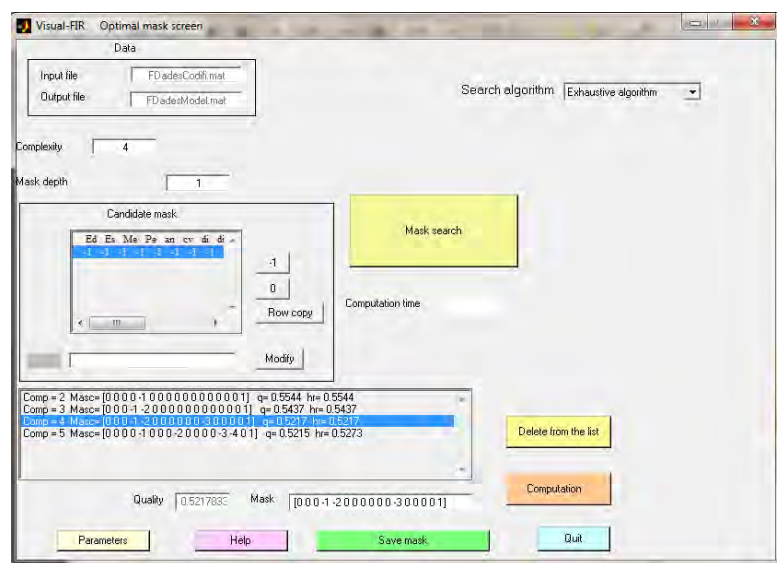 Visual-FIR Optimal mask screen
Data
Input file FDadesCodifi.mat
Output file FDadesModel.mat
Search algorithm Exhaustive algorithm
Complexity 4
Mask depth 1
Candidate mask
Ed Es Me Pe an cv di di
-1 -1 -1 -1 -1 -1 -1 -1
-1
0
Row copy
Modify
Mask search
Computation time
Comp = 2 Masc= [0 0 0 0 -1 0 0 0 0 0 0 0 0 0 0 1] q= 0.5544 hr= 0.5544
Comp = 3 Masc= [0 0 0 -1 -2 0 0 0 0 0 0 0 0 0 0 1] q= 0.5437 hr= 0.5437
Comp = 4 Masc= [0 0 0 -1 -2 0 0 0 0 0 0 -3 0 0 0 0 1] q= 0.5217 hr= 0.5217
Comp = 5 Masc= [0 0 0 0 -1 0 0 0 -2 0 0 0 0 -3 -4 0 1] q= 0.5215 hr= 0.5273
Delete from the list
Quality 0.521783 Mask [0 0 0 -1 -2 0 0 0 0 0 0 -3 0 0 0 0 1]
Computation
Parameters Help Save mask Quit